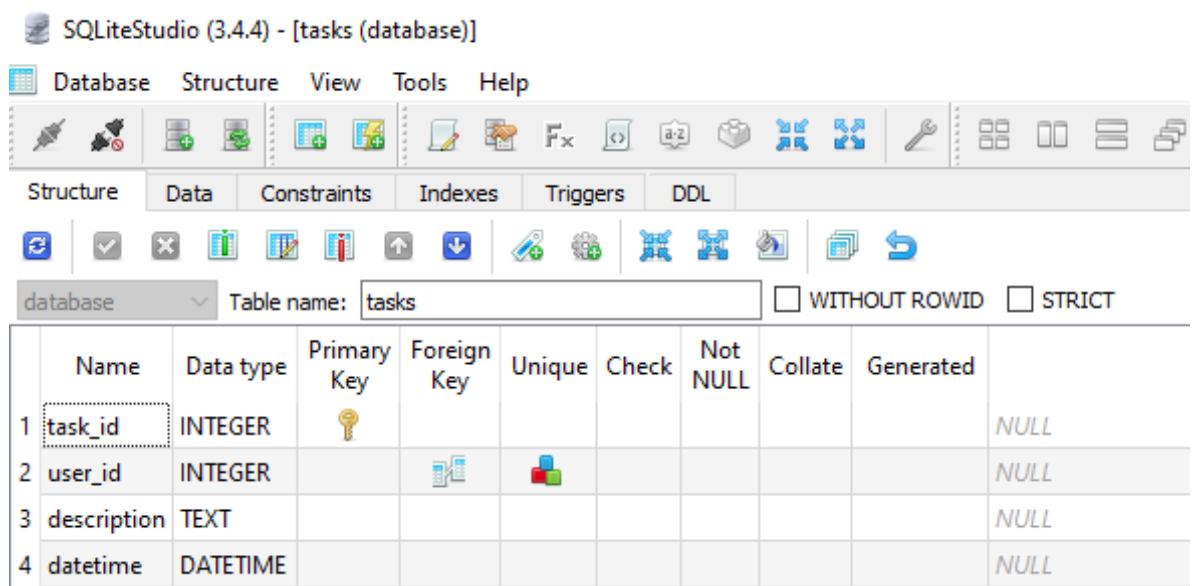 SQLiteStudio (3.4.4) - [tasks (database)]
Database Structure View Tools Help
Fx a-z
Structure Data Constraints Indexes Triggers DDL
database Table name: tasks WITHOUT ROWID STRICT
Name Data type Primary Key Foreign Key Unique Check Not NULL Collate Generated
1 task_id INTEGER NULL
2 user_id INTEGER NULL
3 description TEXT NULL
4 datetime DATETIME NULL